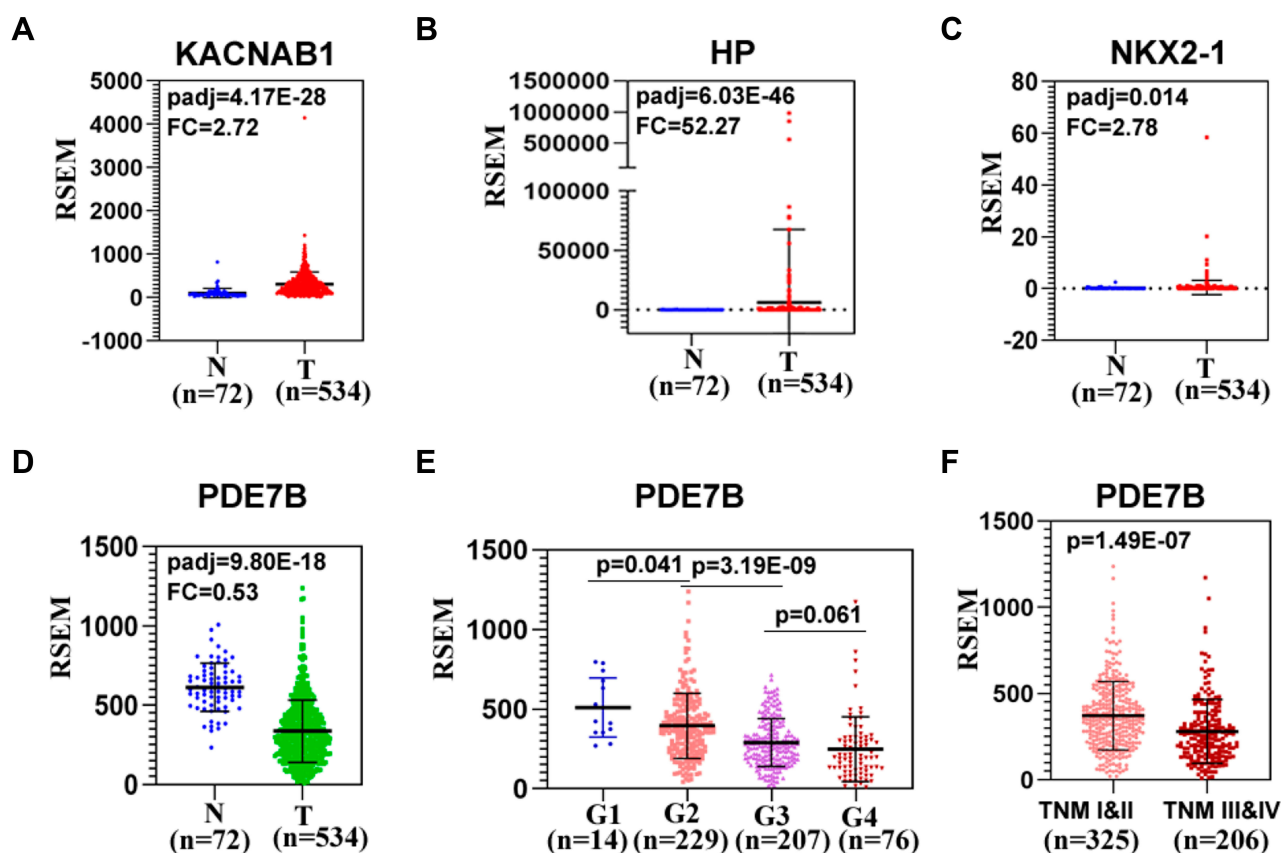 A
KACNAB1
padj=4.17E-28
FC=2.72
RSEM
5000
4000
3000
2000
1000
0
-1000
N
T
(n=72)
(n=534)
B
HP
padj=6.03E-46
FC=52.27
RSEM
1500000
1000000
500000
100000
50000
0
N
T
(n=72)
(n=534)
C
NKX2-1
padj=0.014
FC=2.78
RSEM
80
60
40
20
0
-20
N
T
(n=72)
(n=534)
D
PDE7B
padj=9.80E-18
FC=0.53
RSEM
1500
1000
500
0
N
T
(n=72)
(n=534)
E
PDE7B
p=0.041
p=3.19E-09
p=0.061
RSEM
1500
1000
500
0
G1
G2
G3
G4
(n=14)
(n=229)
(n=207)
(n=76)
F
PDE7B
p=1.49E-07
RSEM
1500
1000
500
0
TNM I&II
TNM III&IV
(n=325)
(n=206)